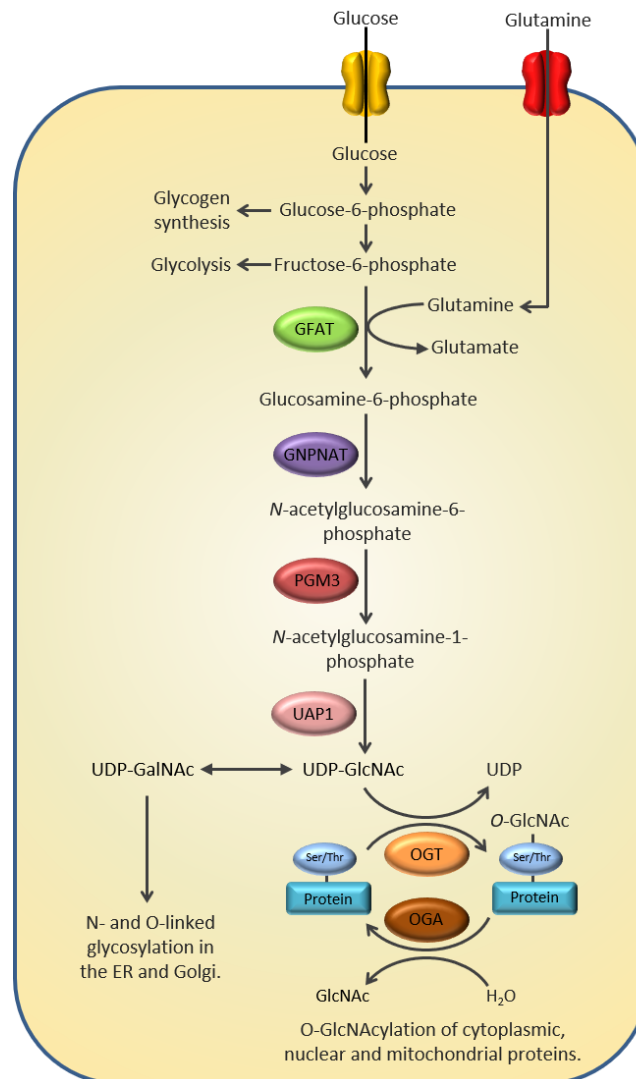 Glucose
Glutamine
Glucose
Glycogen
synthesis
Glucose-6-phosphate
Glycolysis
Fructose-6-phosphate
Glutamine
GFAT
Glutamate
Glucosamine-6-phosphate
GNPNAT
N-acetylglucosamine-6-
phosphate
PGM3
N-acetylglucosamine-1-
phosphate
UAP1
UDP-GalNAc
UDP-GlcNAc
UDP
O-GlcNAc
Ser/Thr
OGT
Ser/Thr
Protein
Protein
OGA
N- and O-linked
glycosylation in
the ER and Golgi.
GlcNAc
H₂O
O-GlcNAcylation of cytoplasmic,
nuclear and mitochondrial proteins.